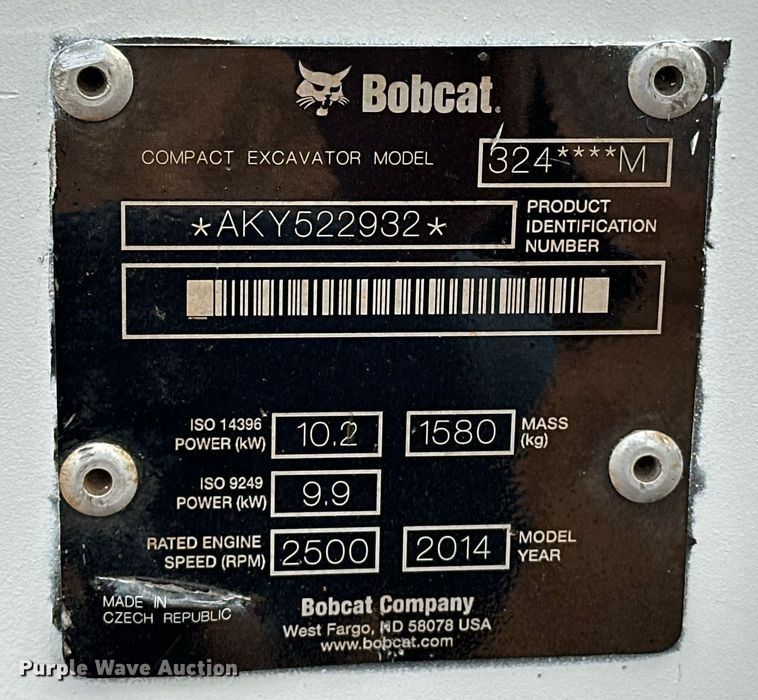 Bobcat®
COMPACT EXCAVATOR MODEL 324****M
*AKY522932* PRODUCT
IDENTIFICATION
NUMBER
ISO 14396
POWER (kW) 10.2 1580 MASS
(kg)
ISO 9249
POWER (kW) 9.9
RATED ENGINE
SPEED (RPM) 2500 2014 MODEL
YEAR
MADE IN
CZECH REPUBLIC
Bobcat Company
West Fargo, ND 58078 USA
www.bobcat.com
Purple Wave Auction